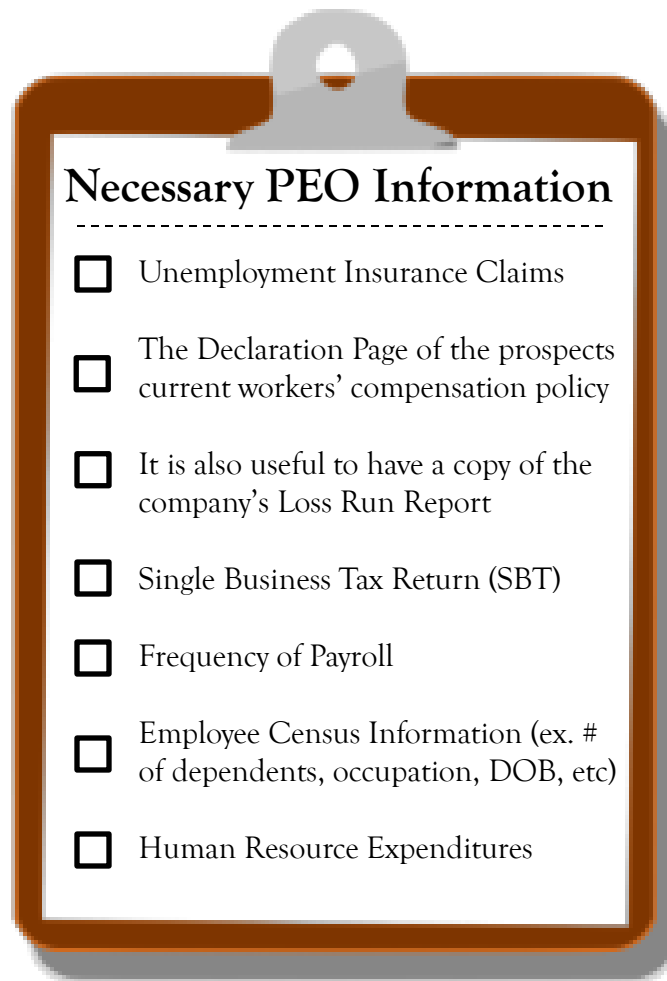 Necessary PEO Information
Unemployment Insurance Claims
The Declaration Page of the prospects
current workers’ compensation policy
It is also useful to have a copy of the
company’s Loss Run Report
Single Business Tax Return (SBT)
Frequency of Payroll
Employee Census Information (ex. #
of dependents, occupation, DOB, etc)
Human Resource Expenditures